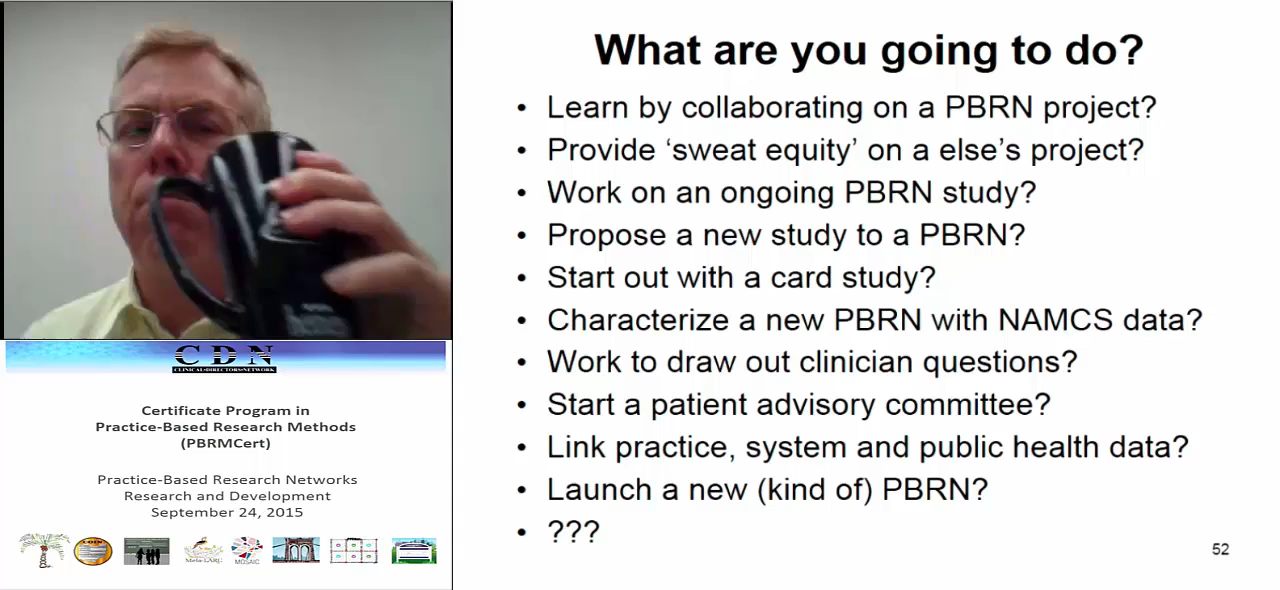 What are you going to do?
• Learn by collaborating on a PBRN project?
• Provide ‘sweat equity’ on a else’s project?
• Work on an ongoing PBRN study?
• Propose a new study to a PBRN?
• Start out with a card study?
• Characterize a new PBRN with NAMCS data?
• Work to draw out clinician questions?
• Start a patient advisory committee?
• Link practice, system and public health data?
• Launch a new (kind of) PBRN?
• ???
52
CDN
CLINICAL•DIRECTORS•NETWORK
Certificate Program in
Practice-Based Research Methods
(PBRMCert)
Practice-Based Research Networks
Research and Development
September 24, 2015
Meta-LARC
MOSAIC